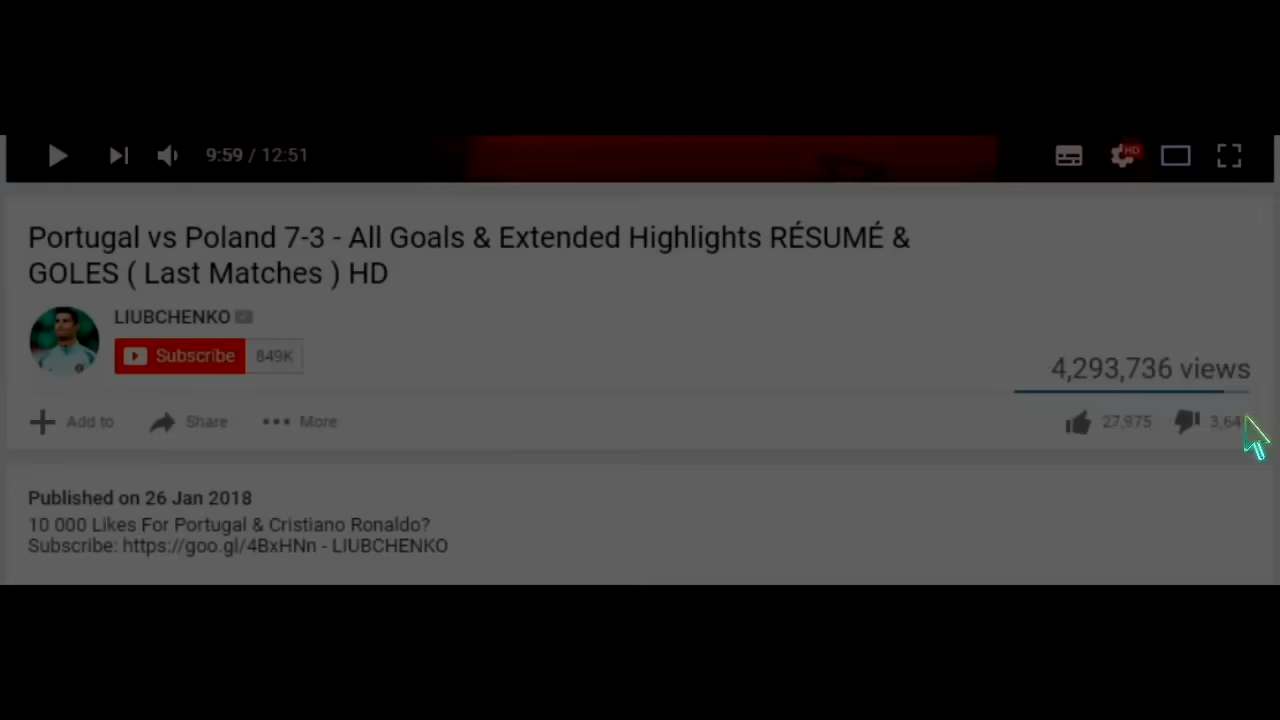 9:59 / 12:51
HD
Portugal vs Poland 7-3 - All Goals & Extended Highlights RÉSUMÉ &
GOLES ( Last Matches ) HD
LIUBCHENKO
Subscribe 849K
4,293,736 views
Add to Share More
27,975
Published on 26 Jan 2018
10 000 Likes For Portugal & Cristiano Ronaldo?
Subscribe: https://goo.gl/4BxHNn - LIUBCHENKO